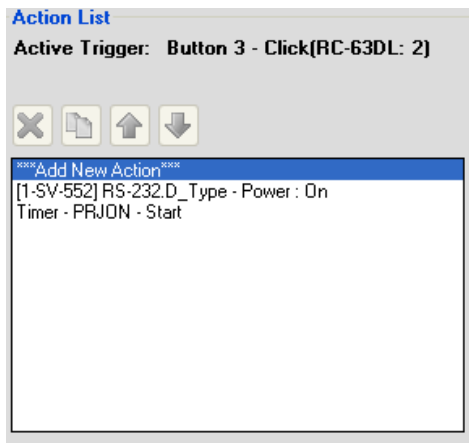 Action List
Active Trigger: Button 3 - Click(RC-63DL: 2)
***Add New Action***
[1-SV-552] RS-232.D_Type - Power : On
Timer - PRJON - Start